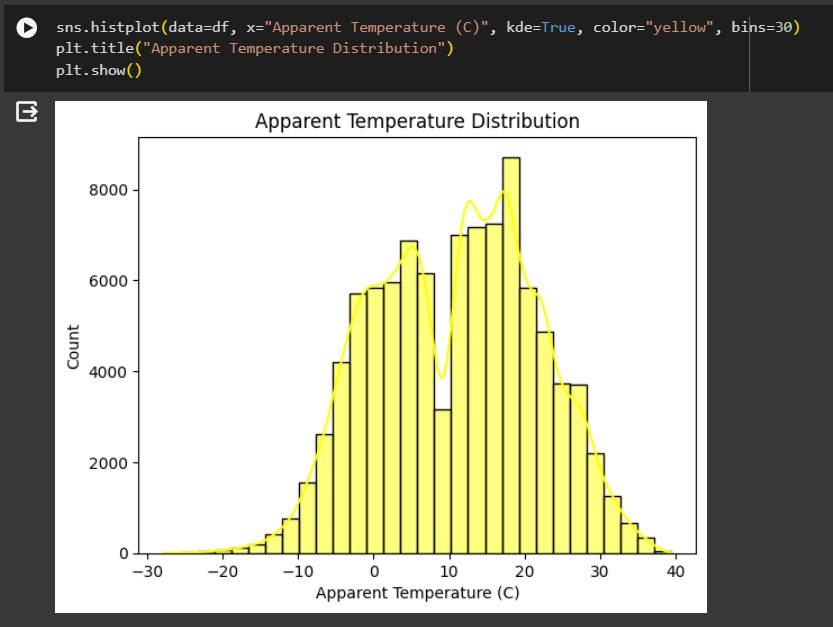 sns.histplot(data=df, x="Apparent Temperature (C)", kde=True, color="yellow", bins=30)
plt.title("Apparent Temperature Distribution")
plt.show()
Apparent Temperature Distribution
8000
6000
4000
2000
0
Count
−30 −20 −10 0 10 20 30 40
Apparent Temperature (C)